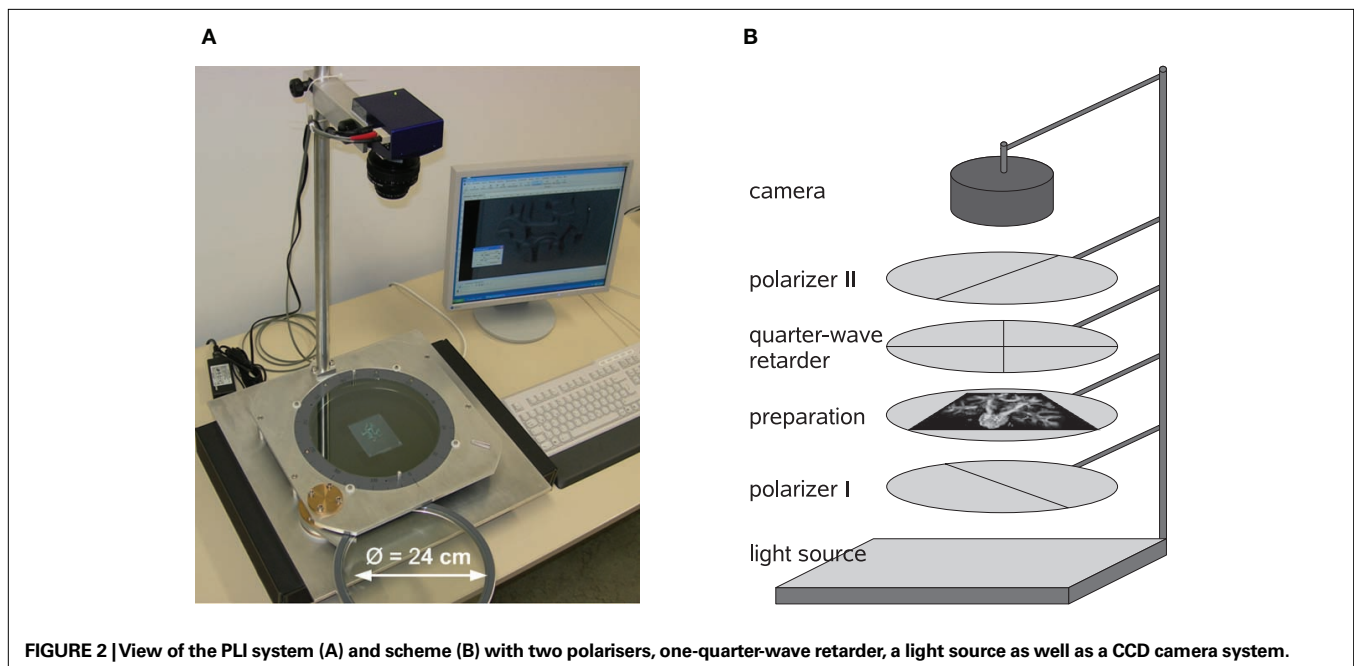 A
B
Ø = 24 cm
camera
polarizer II
quarter-wave
retarder
preparation
polarizer I
light source
FIGURE 2 | View of the PLI system (A) and scheme (B) with two polarisers, one-quarter-wave retarder, a light source as well as a CCD camera system.